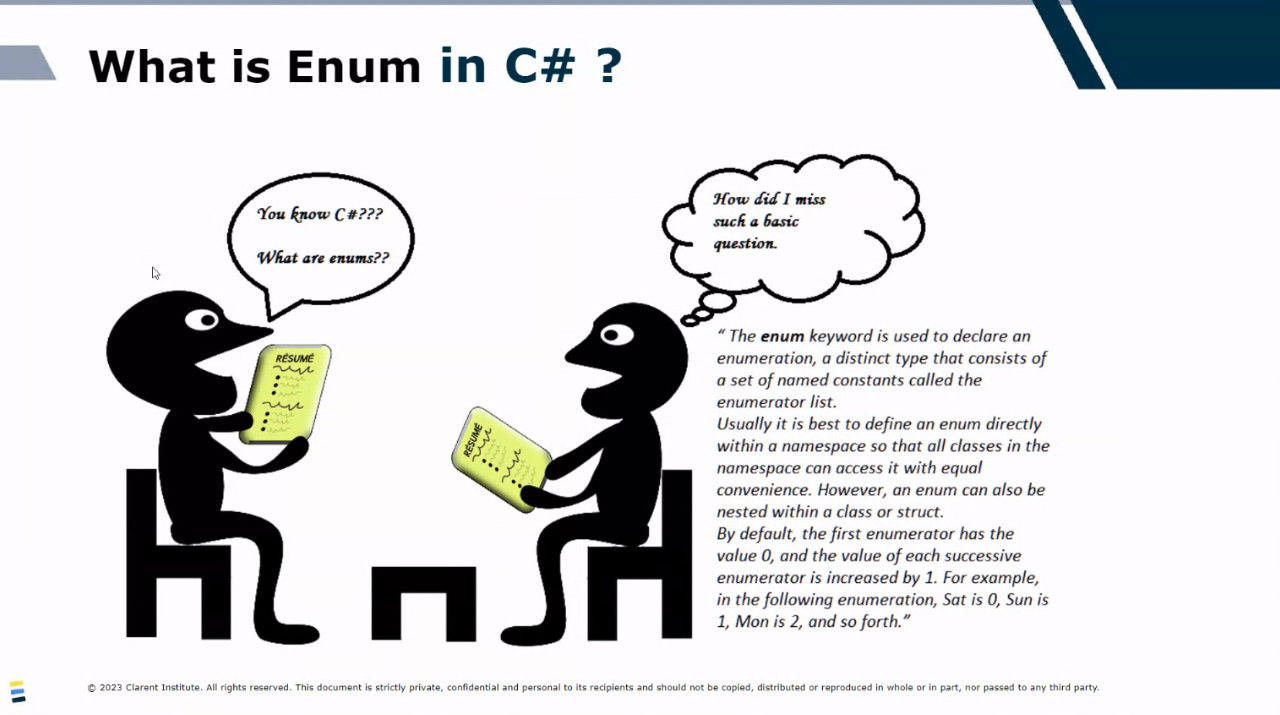 What is Enum in C# ?
You know C#???
What are enums??
How did I miss
such a basic
question.
RÉSUMÉ
RÉSUMÉ
“ The enum keyword is used to declare an
enumeration, a distinct type that consists of
a set of named constants called the
enumerator list.
Usually it is best to define an enum directly
within a namespace so that all classes in the
namespace can access it with equal
convenience. However, an enum can also be
nested within a class or struct.
By default, the first enumerator has the
value 0, and the value of each successive
enumerator is increased by 1. For example,
in the following enumeration, Sat is 0, Sun is
1, Mon is 2, and so forth.”
© 2023 Clarent Institute. All rights reserved. This document is strictly private, confidential and personal to its recipients and should not be copied, distributed or reproduced in whole or in part, nor passed to any third party.